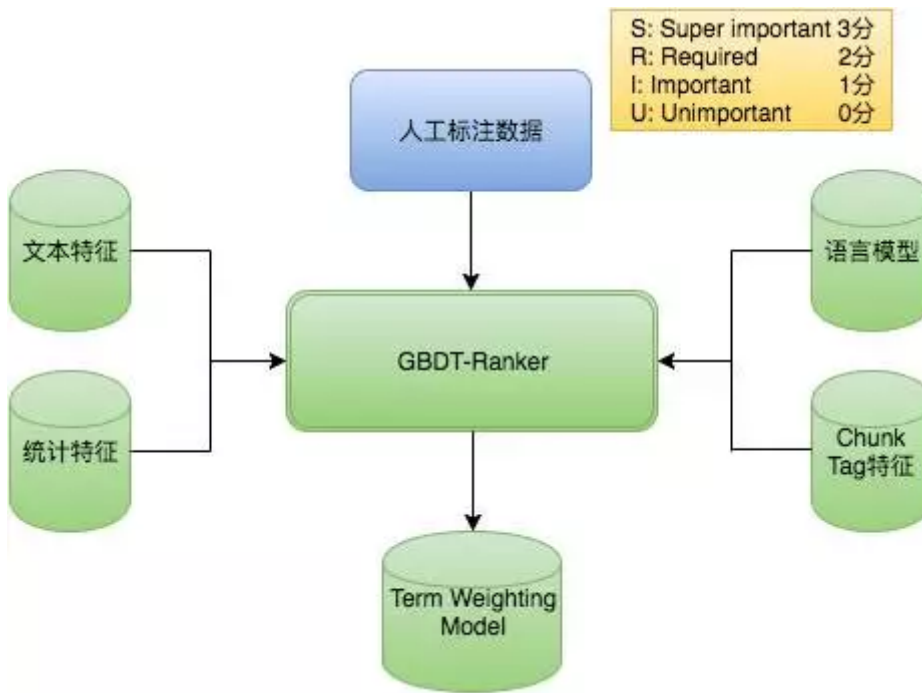 S: Super important 3分
R: Required 2分
I: Important 1分
U: Unimportant 0分
人工标注数据
文本特征
语言模型
GBDT-Ranker
统计特征
Chunk
Tag特征
Term Weighting
Model